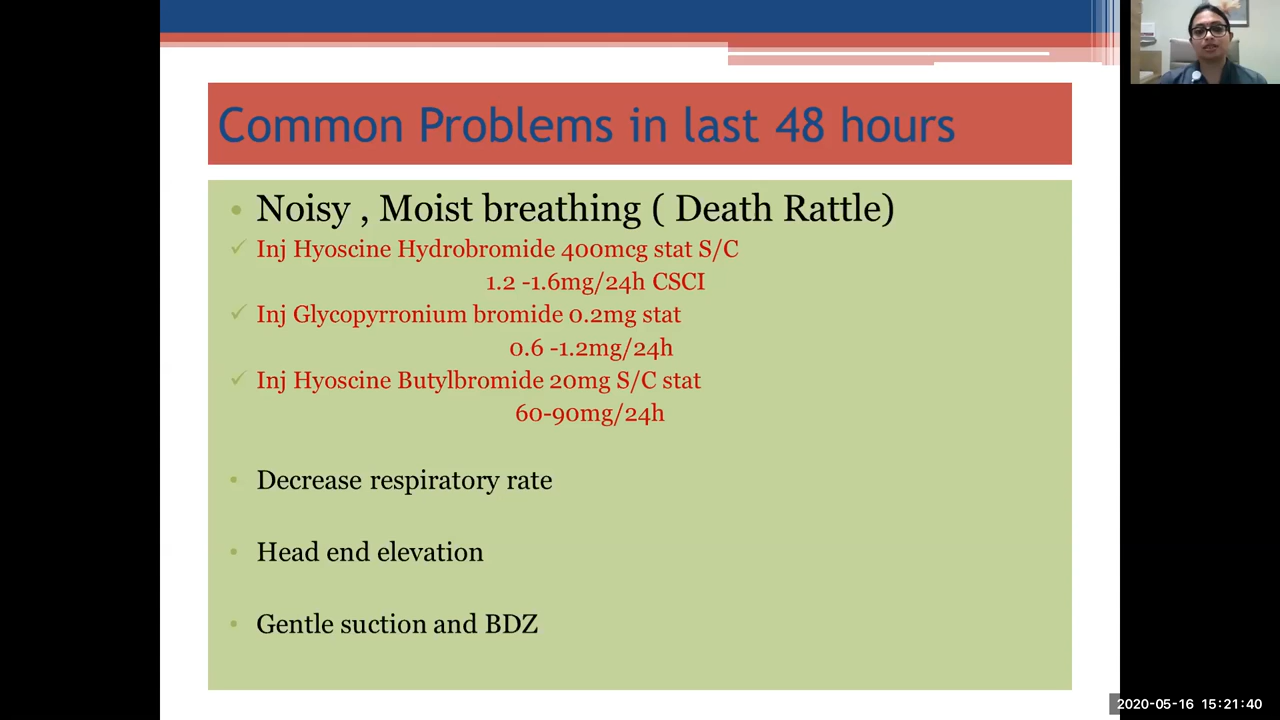 Common Problems in last 48 hours
• Noisy , Moist breathing ( Death Rattle)
✓ Inj Hyoscine Hydrobromide 400mcg stat S/C
1.2 -1.6mg/24h CSCI
✓ Inj Glycopyrronium bromide 0.2mg stat
0.6 -1.2mg/24h
✓ Inj Hyoscine Butylbromide 20mg S/C stat
60-90mg/24h
• Decrease respiratory rate
• Head end elevation
• Gentle suction and BDZ
2020-05-16 15:21:40